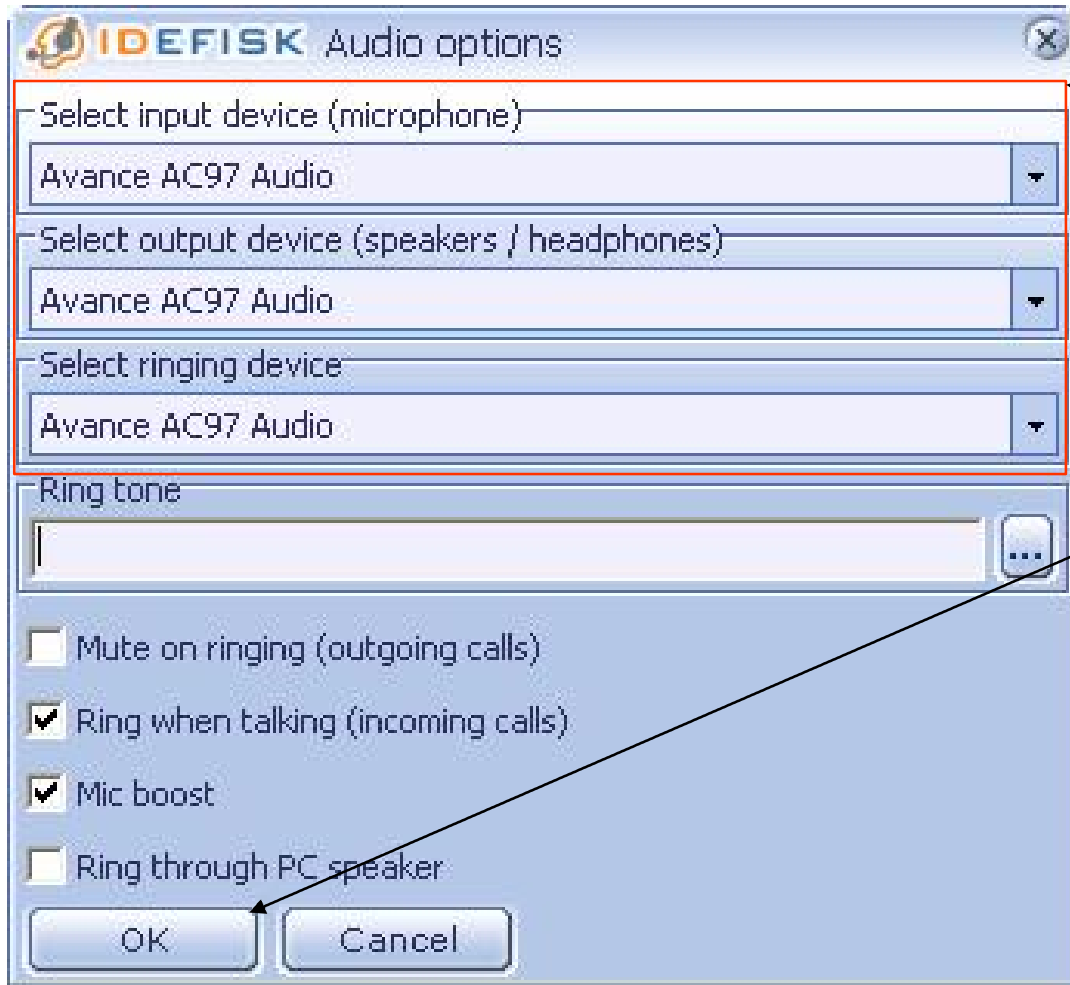 IDEFISK Audio options
Select input device (microphone)
Avance AC97 Audio
Select output device (speakers / headphones)
Avance AC97 Audio
Select ringing device
Avance AC97 Audio
Ring tone
...
Mute on ringing (outgoing calls)
Ring when talking (incoming calls)
Mic boost
Ring through PC speaker
OK Cancel